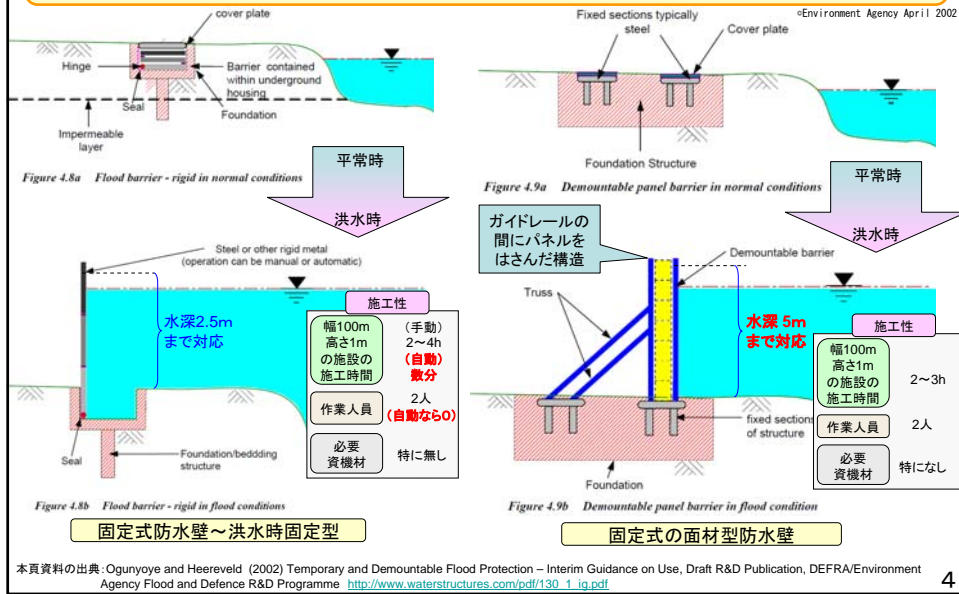 ©Environment Agency April 2002
cover plate
Hinge
Barrier contained
within underground
housing
Seal
Foundation
Impermeable
layer
Figure 4.8a Flood barrier - rigid in normal conditions
平常時
洪水時
Steel or other rigid metal
(operation can be manual or automatic)
水深2.5m
まで対応
施工性
幅100m
高さ1m
の施設の
施工時間
(手動)
2～4h
(自動)
数分
作業人員
2人
(自動なら0)
必要
資機材
特に無し
Seal
Foundation/beddding
structure
Figure 4.8b Flood barrier - rigid in flood conditions
固定式防水壁～洪水時固定型
Fixed sections typically
steel
Cover plate
Foundation Structure
Figure 4.9a Demountable panel barrier in normal conditions
平常時
洪水時
ガイドレールの
間にパネルを
はさんだ構造
Demountable barrier
Truss
水深 5m
まで対応
施工性
幅100m
高さ1m
の施設の
施工時間
2～3h
作業人員
2人
必要
資機材
特になし
fixed sections
of structure
Foundation
Figure 4.9b Demountable panel barrier in flood condition
固定式の面材型防水壁
本頁資料の出典：Ogunyoye and Heereveld (2002) Temporary and Demountable Flood Protection – Interim Guidance on Use, Draft R&D Publication, DEFRA/Environment
Agency Flood and Defence R&D Programme http://www.waterstructures.com/pdf/130_1_ig.pdf
4